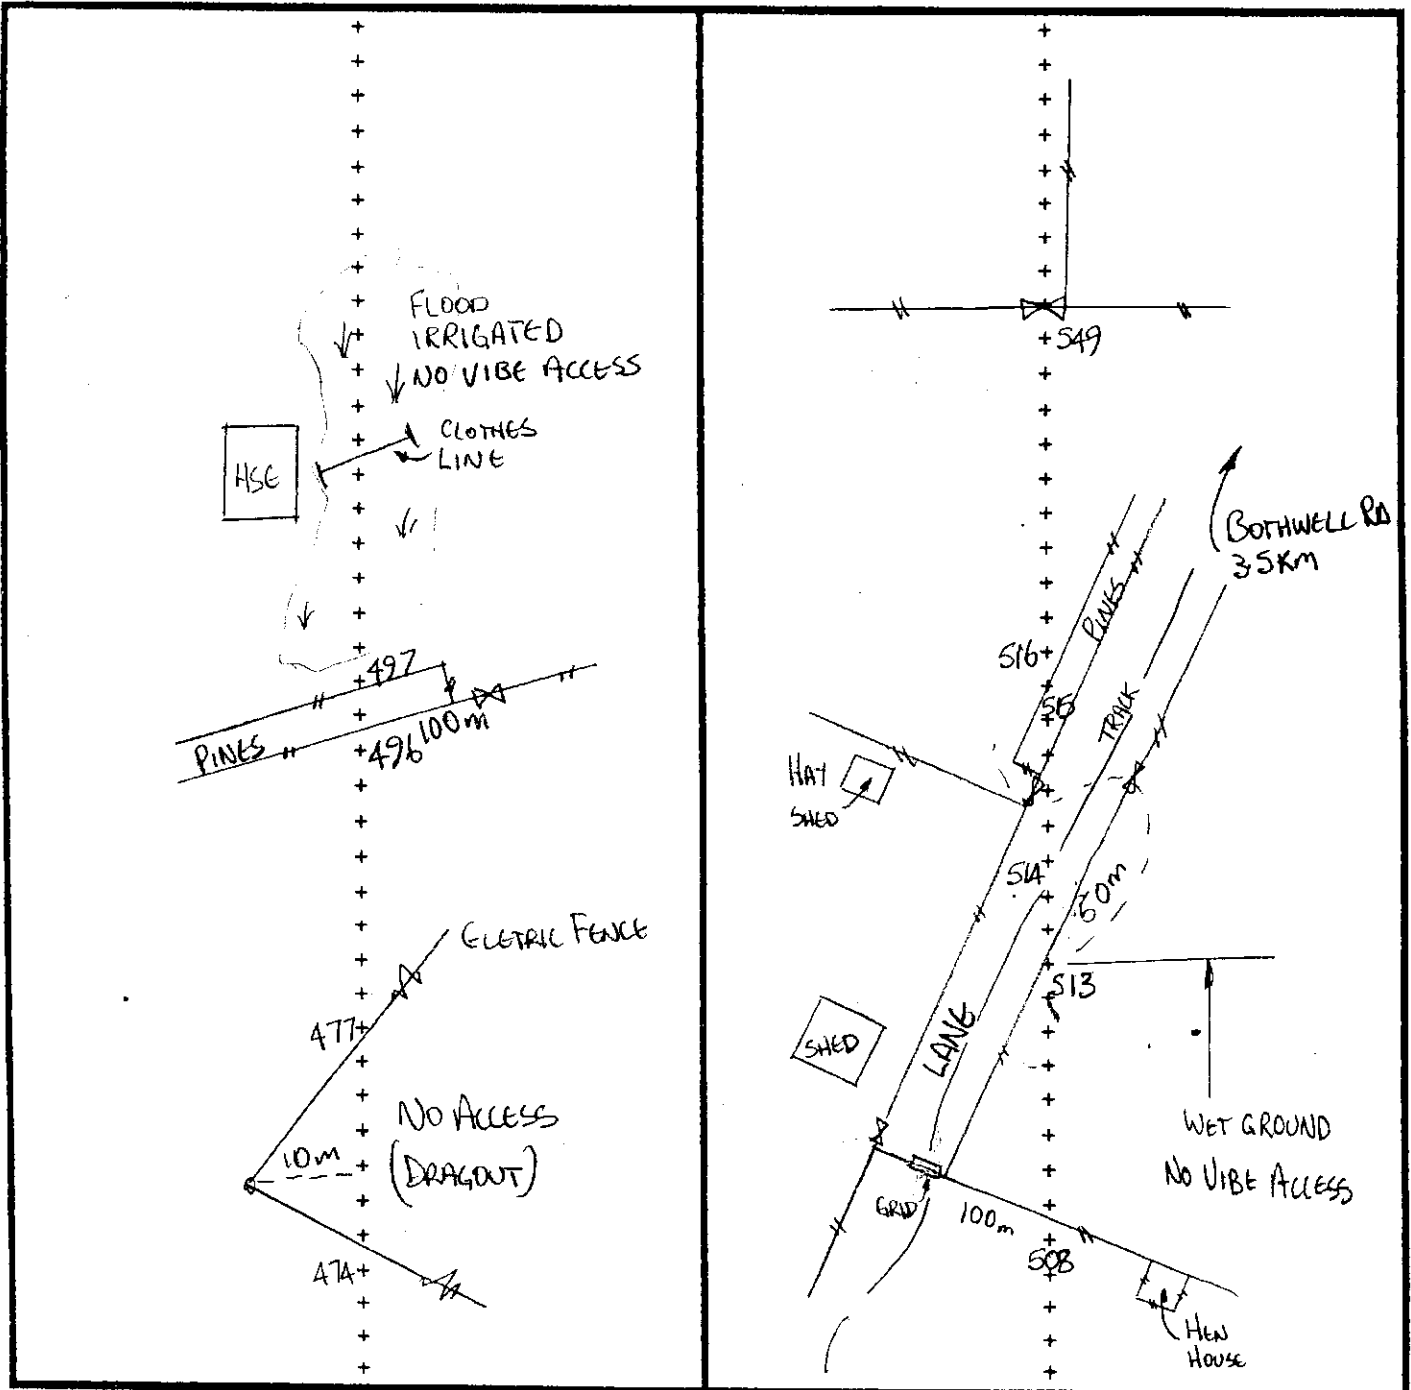 FLOOD
IRRIGATED
NO VIBE ACCESS
CLOTHES
LINE
HSE
497
100m
PINES
496
ELETRIC FENCE
477
NO ACCESS
(DRAGOUT)
10m
474
549
BOTHWELL RD
3.5KM
PINES
516
515
TRACK
HAY
SHED
514
60m
513
SHED
LANE
WET GROUND
NO VIBE ACCESS
GRID
100m
508
HEN
HOUSE